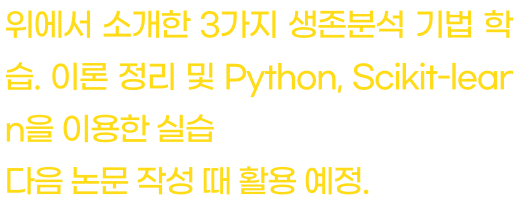 위에서 소개한 3가지 생존분석 기법 학
습. 이론 정리 및 Python, Scikit-lear
n을 이용한 실습
다음 논문 작성 때 활용 예정.